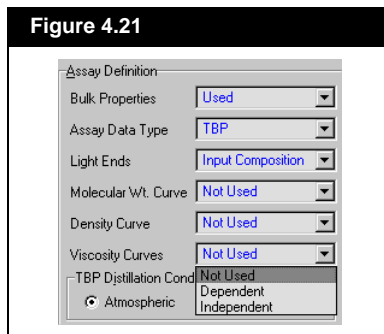 Figure 4.21
Assay Definition
Bulk Properties Used
Assay Data Type TBP
Light Ends Input Composition
Molecular Wt. Curve Not Used
Density Curve Not Used
Viscosity Curves Not Used
TBP Distillation Cond Not Used
Dependent
Atmospheric Independent